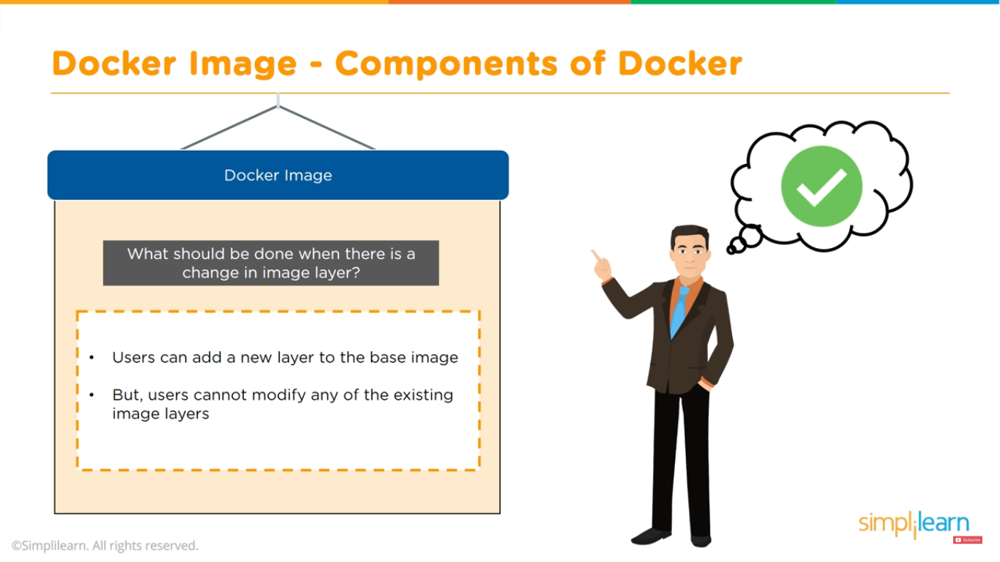 Docker Image - Components of Docker
Docker Image
What should be done when there is a
change in image layer?
• Users can add a new layer to the base image
• But, users cannot modify any of the existing
image layers
simplilearn
Subscribe
©Simplilearn. All rights reserved.